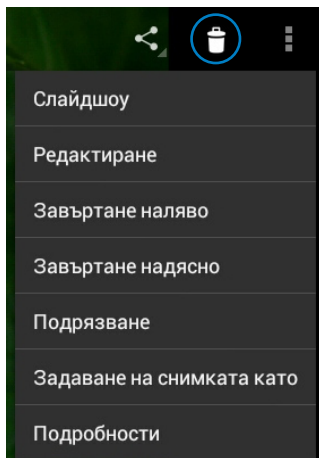 Слайдшоу
Редактиране
Завъртане наляво
Завъртане надясно
Подрязване
Задаване на снимката като
Подробности